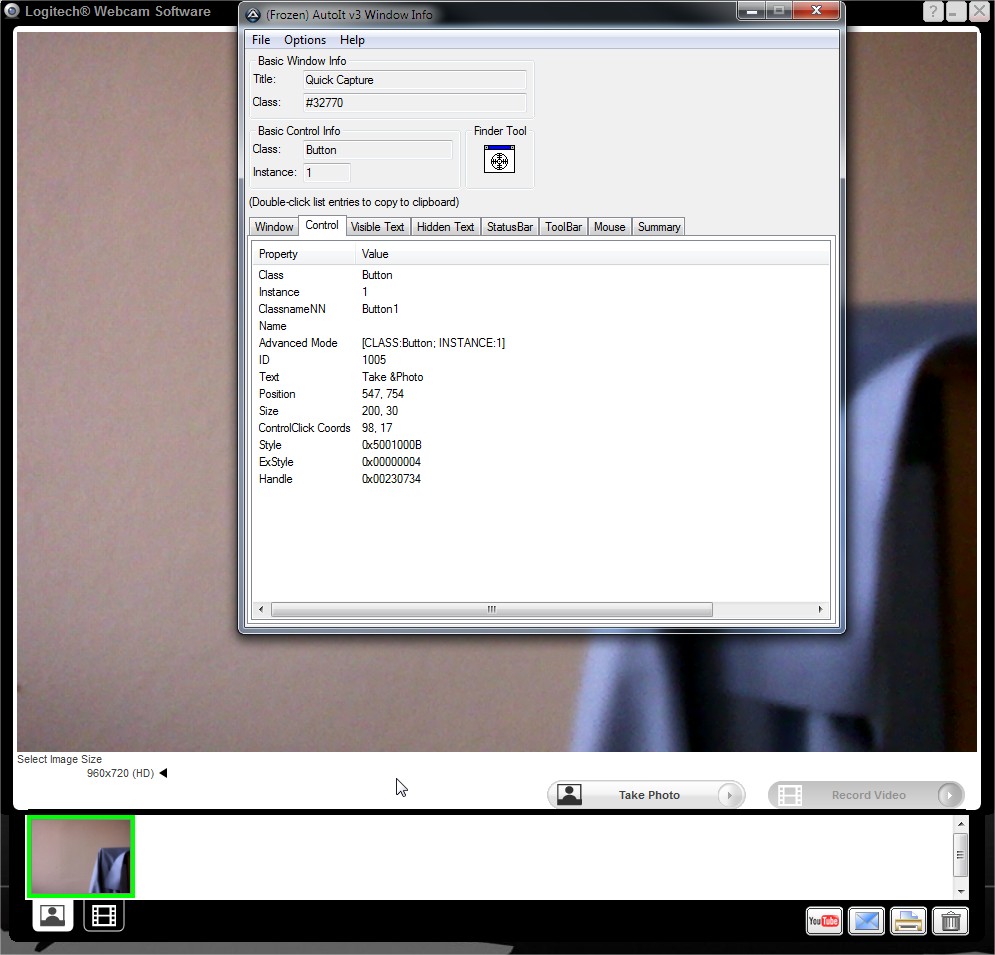 Logitech® Webcam Software
(Frozen) AutoIt v3 Window Info
File Options Help
Basic Window Info
Title: Quick Capture
Class: #32770
Basic Control Info
Class: Button
Instance: 1
Finder Tool
(Double-click list entries to copy to clipboard)
Window Control Visible Text Hidden Text StatusBar ToolBar Mouse Summary
Property Value
Class Button
Instance 1
ClassnameNN Button1
Name
Advanced Mode [CLASS:Button; INSTANCE:1]
ID 1005
Text Take &Photo
Position 547, 754
Size 200, 30
ControlClick Coords 98, 17
Style 0x5001000B
ExStyle 0x00000004
Handle 0x00230734
Select Image Size
960x720 (HD)
Take Photo
Record Video
YouTube